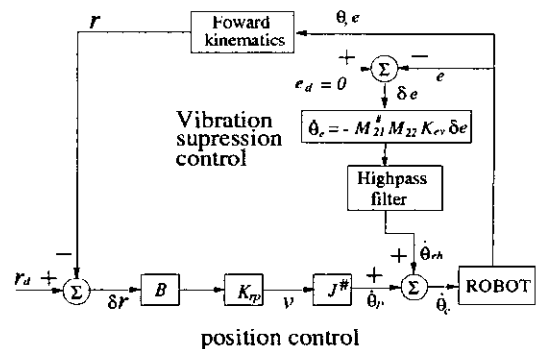 r
Foward
kinematics
θ, e
+
−
Σ
e_d = 0
e
δe
Vibration
supression
control
θ̇_e = - M_21^# M_22 K_ev δe
Highpass
filter
−
+
θ̇_eh
r_d
+
Σ
δr
B
K_rp
v
J^#
+
θ̇_r
Σ
θ̇_c
ROBOT
position control